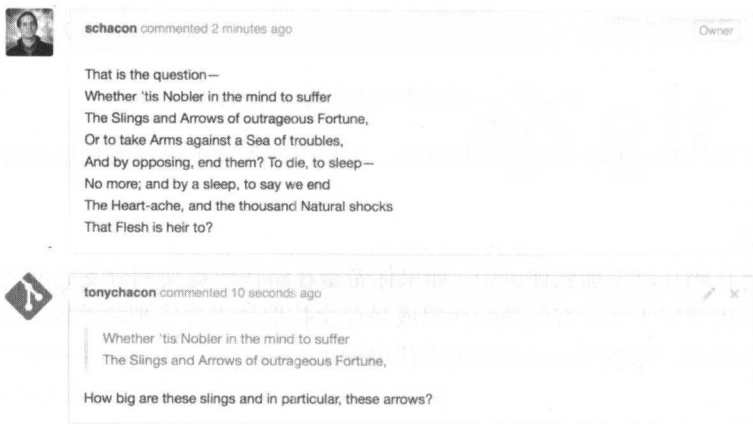 schacon commented 2 minutes ago
Owner
That is the question—
Whether 'tis Nobler in the mind to suffer
The Slings and Arrows of outrageous Fortune,
Or to take Arms against a Sea of troubles,
And by opposing, end them? To die, to sleep—
No more; and by a sleep, to say we end
The Heart-ache, and the thousand Natural shocks
That Flesh is heir to?
tonychacon commented 10 seconds ago
Whether 'tis Nobler in the mind to suffer
The Slings and Arrows of outrageous Fortune,
How big are these slings and in particular, these arrows?